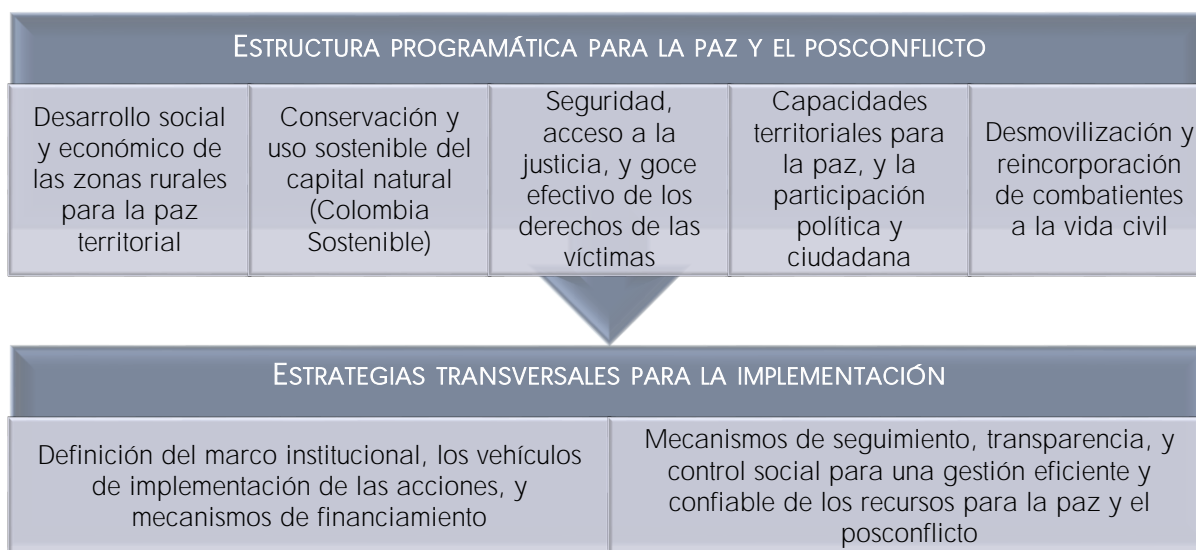 ESTRUCTURA PROGRAMÁTICA PARA LA PAZ Y EL POSCONFLICTO
Desarrollo social
y económico de
las zonas rurales
para la paz
territorial
Conservación y
uso sostenible del
capital natural
(Colombia
Sostenible)
Seguridad,
acceso a la
justicia, y goce
efectivo de los
derechos de las
víctimas
Capacidades
territoriales para
la paz, y la
participación
política y
ciudadana
Desmovilización y
reincorporación
de combatientes
a la vida civil
ESTRATEGIAS TRANSVERSALES PARA LA IMPLEMENTACIÓN
Definición del marco institucional, los vehículos
de implementación de las acciones, y
mecanismos de financiamiento
Mecanismos de seguimiento, transparencia, y
control social para una gestión eficiente y
confiable de los recursos para la paz y el
posconflicto